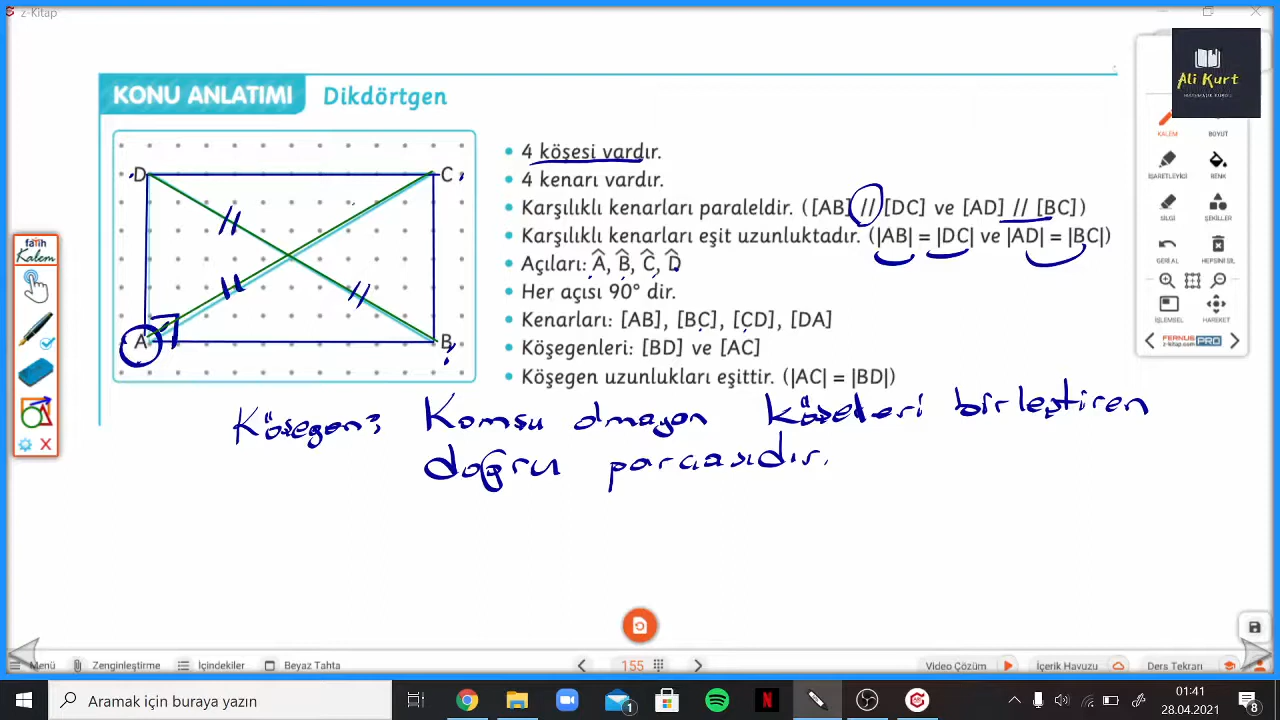 z-Kitap
Ali Kurt
KONU ANLATIMI Dikdörtgen
D
C
A
B
• 4 köşesi vardır.
• 4 kenarı vardır.
• Karşılıklı kenarları paraleldir. ([AB] // [DC] ve [AD] // [BC])
• Karşılıklı kenarları eşit uzunluktadır. (|AB| = |DC| ve |AD| = |BC|)
• Açıları: Â, B̂, Ĉ, D̂
• Her açısı 90° dir.
• Kenarları: [AB], [BC], [CD], [DA]
• Köşegenleri: [BD] ve [AC]
• Köşegen uzunlukları eşittir. (|AC| = |BD|)
Köşegen; Komşu olmayan köşeleri birleştiren
doğru parçasıdır.
fatih
Kalem
KALEM BOYUT
İŞARETLEYİCİ RENK
SİLGİ ŞEKİLLER
GERİ AL HEPSİNİ SİL
İŞLEMSEL HAREKET
FERNUS
z-kitap.com PRO
Menü Zenginleştirme İçindekiler Beyaz Tahta 155 Video Çözüm İçerik Havuzu Ders Tekrarı
Aramak için buraya yazın
1
01:41
28.04.2021
8